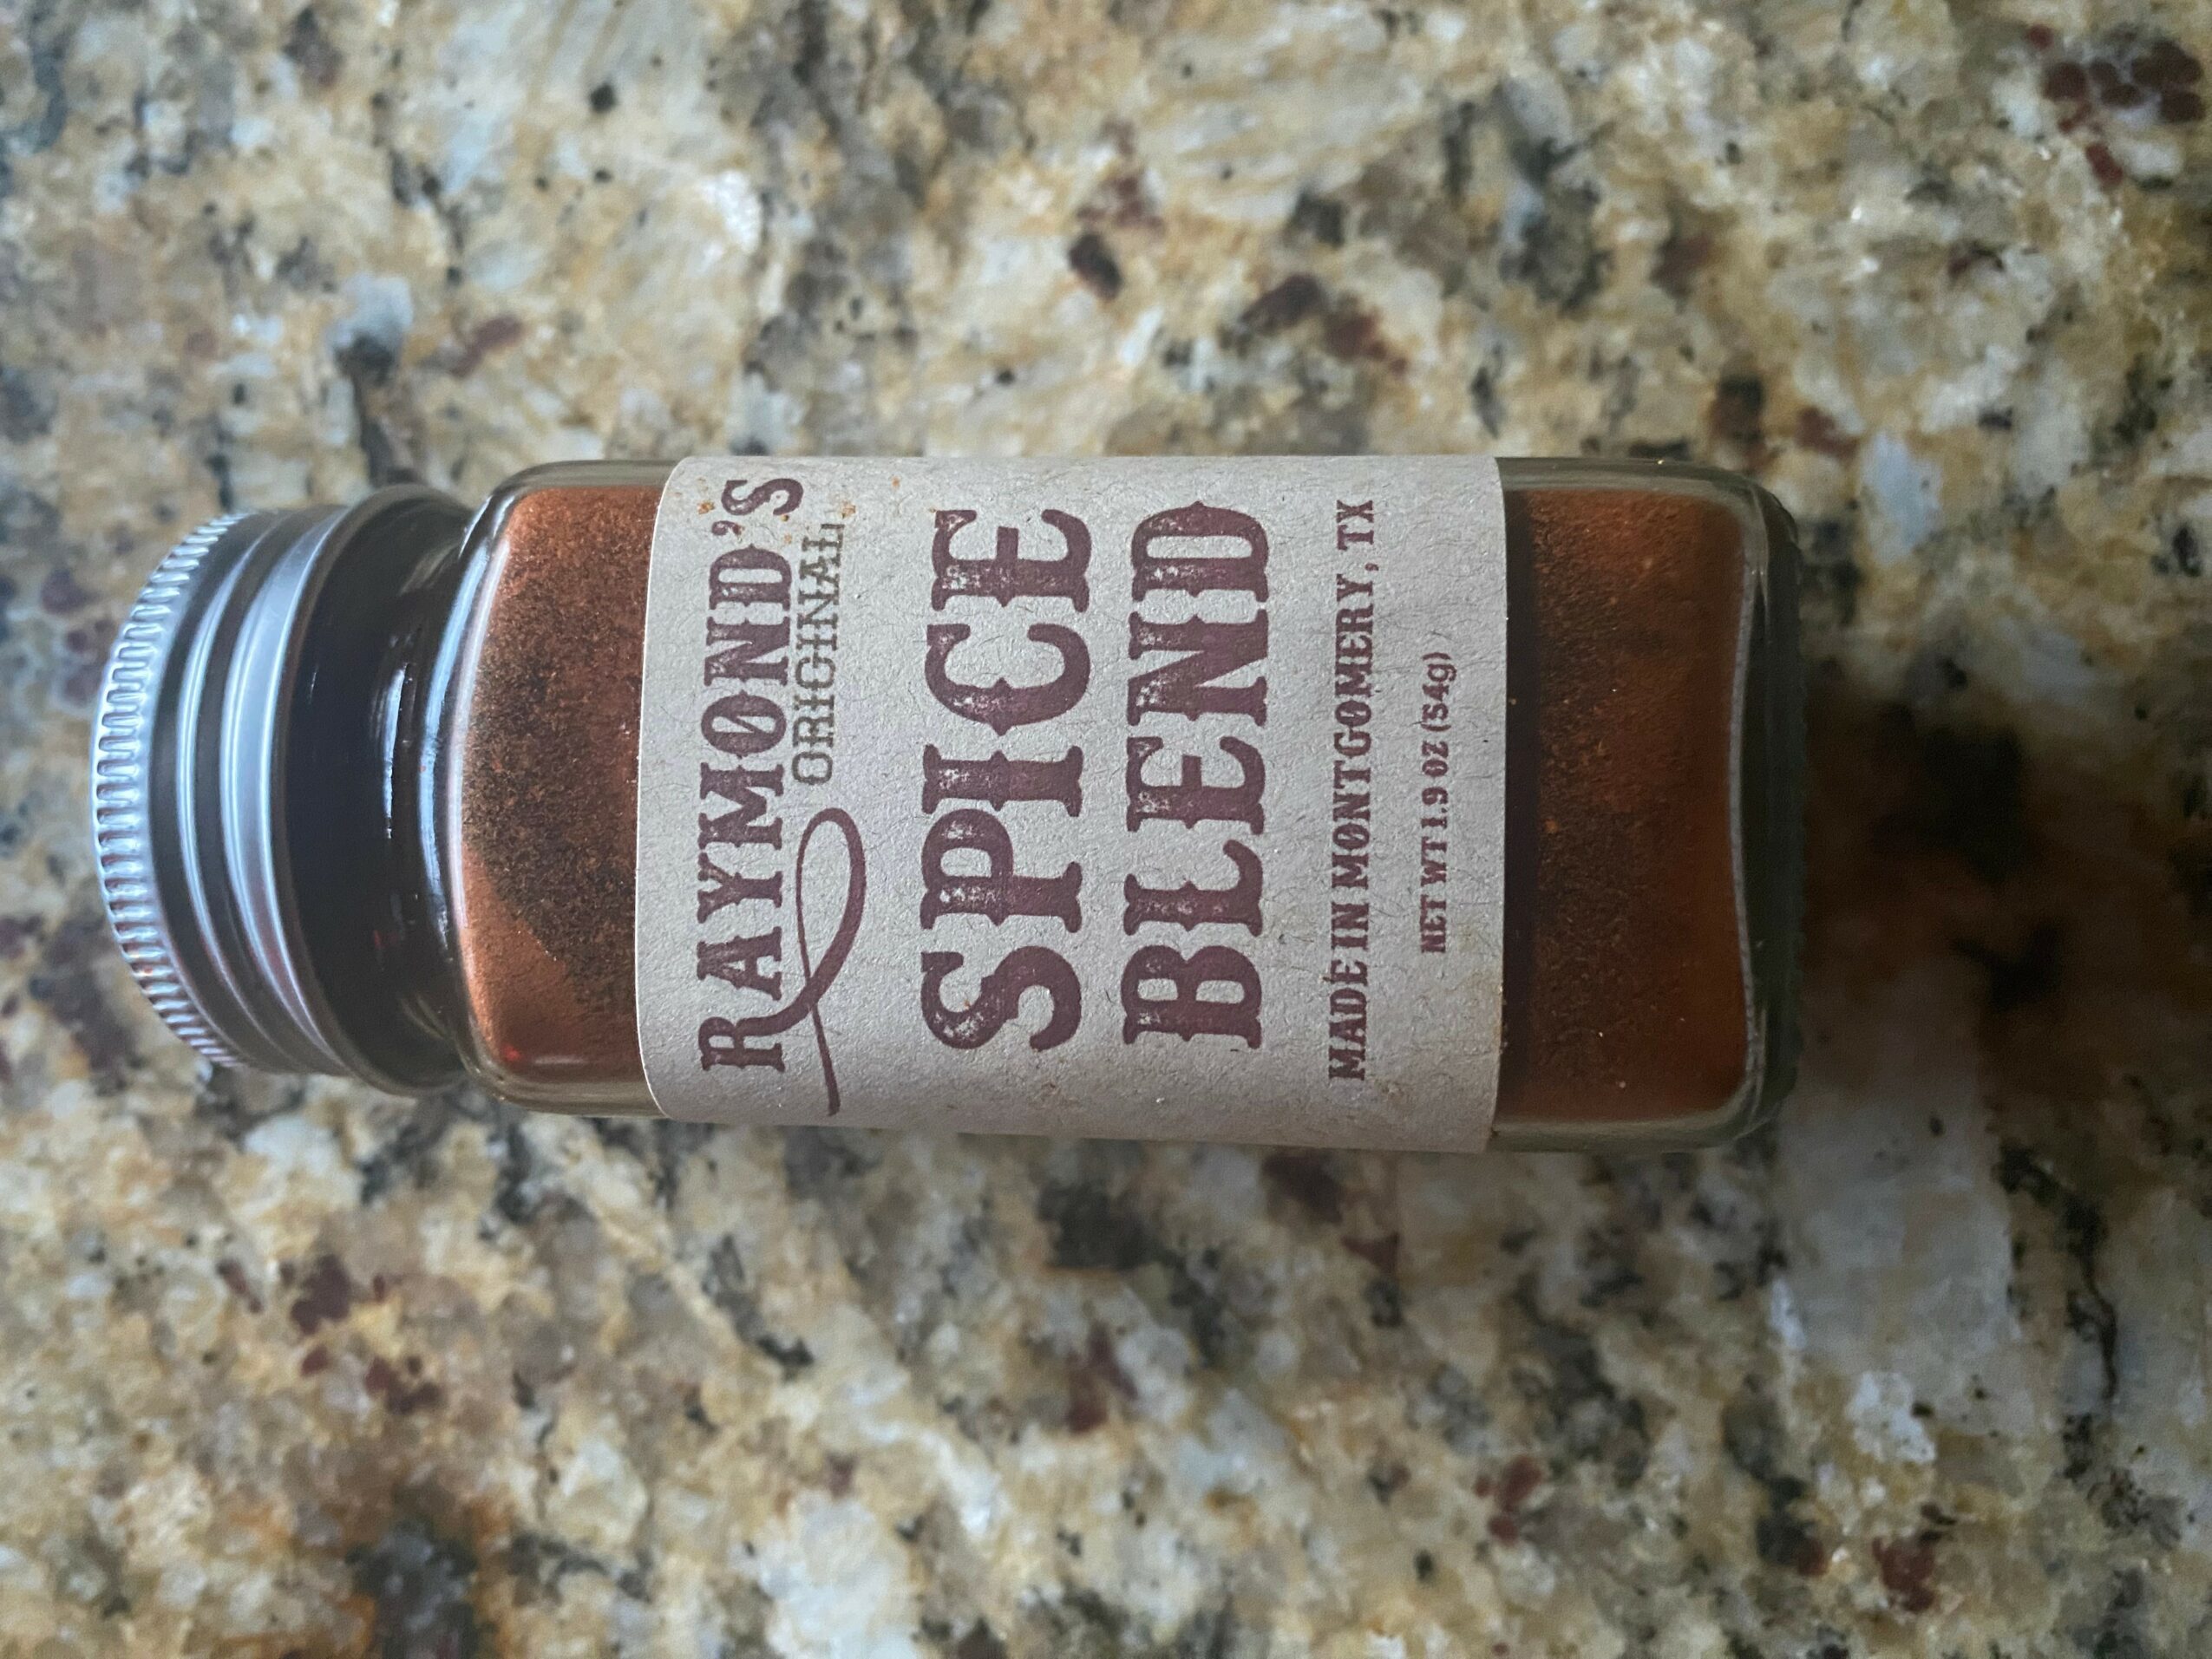 RAYMOND'S
ORIGINAL
SPICE
BLEND
MADE IN MONTGOMERY, TX
NET WT 1.9 OZ (54g)